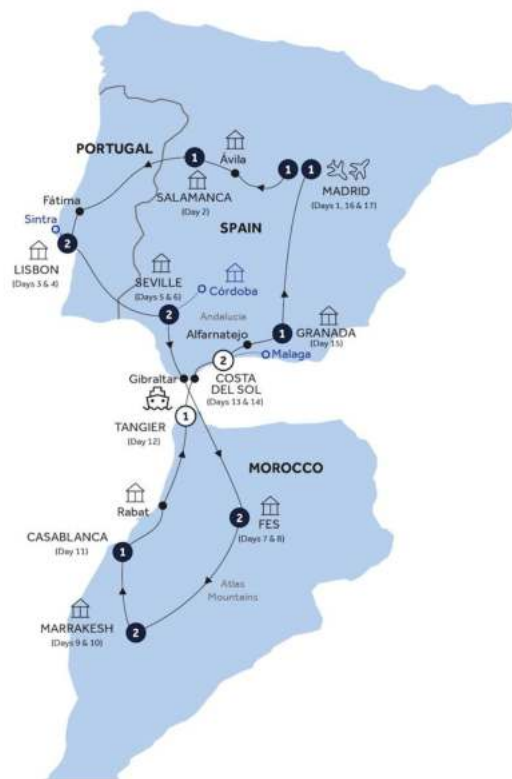 PORTUGAL
1
Ávila
1
1
SALAMANCA
(Day 2)
MADRID
(Days 1, 16 & 17)
Fátima
Sintra
SPAIN
2
LISBON
(Days 3 & 4)
SEVILLE
(Days 5 & 6)
Córdoba
2
Andalucia
Alfarnatejo
1
GRANADA
(Day 15)
2
Malaga
Gibraltar
COSTA
DEL SOL
(Days 13 & 14)
1
TANGIER
(Day 12)
MOROCCO
Rabat
2
FES
(Days 7 & 8)
CASABLANCA
(Day 11)
1
Atlas
Mountains
MARRAKESH
(Days 9 & 10)
2